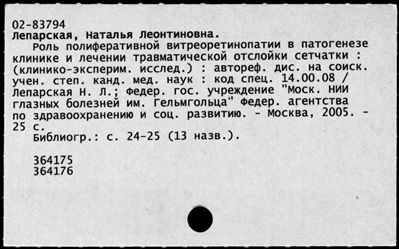 02-83794
Лепарская, Наталья Леонтиновна.
Роль полиферативной витреоретинопатии в патогенезе
клинике и лечении травматической отслойки сетчатки :
(клинико-эксперим. исслед.) : автореф. дис. на соиск.
учен. степ. канд. мед. наук : код спец. 14.00.08 /
Лепарская Н. Л.; Федер. гос. учреждение "Моск. НИИ
глазных болезней им. Гельмгольца" Федер. агентства
по здравоохранению и соц. развитию. - Москва, 2005. -
25 с.
Библиогр.: с. 24-25 (13 назв.).
364175
364176